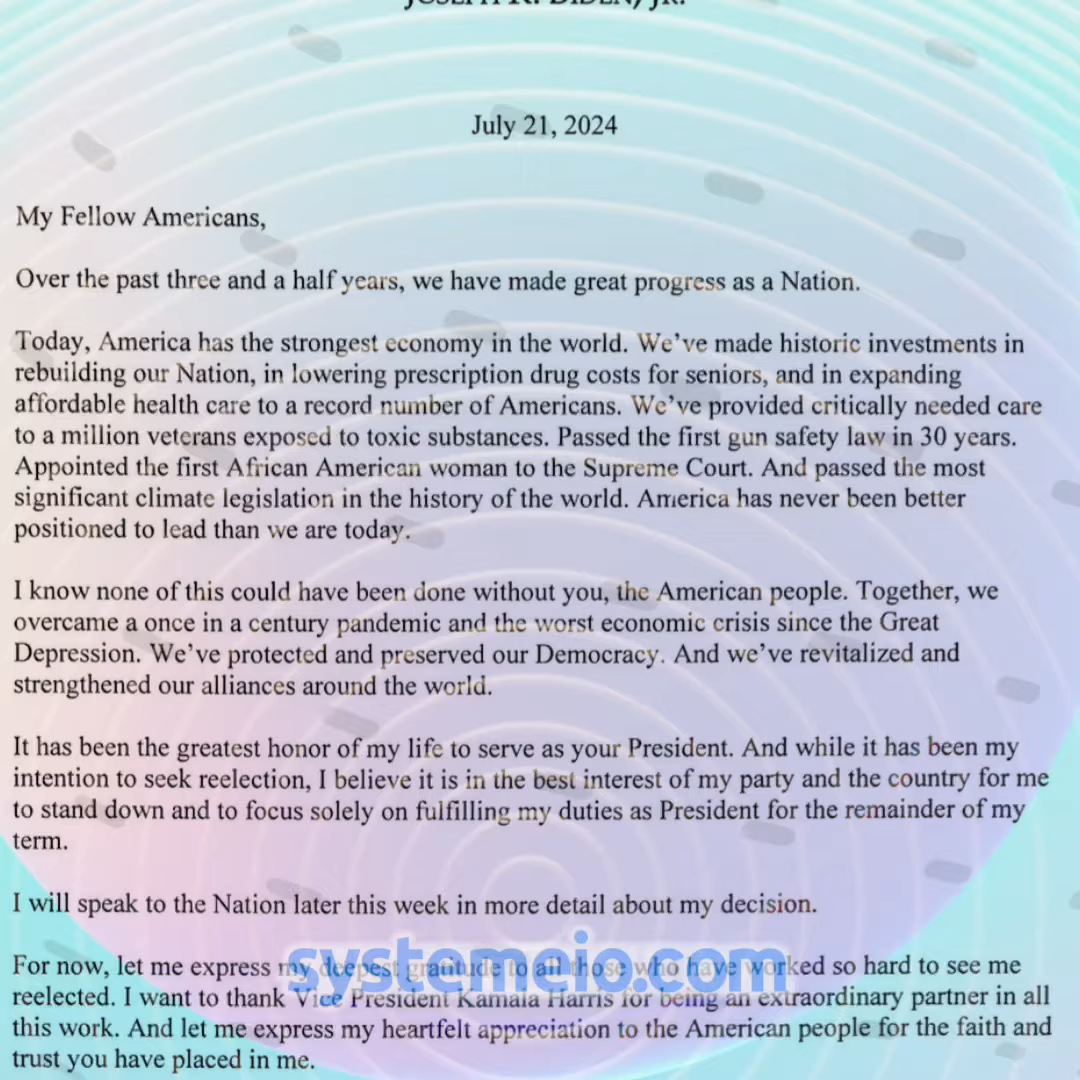 JOSEPH R. BIDEN, JR.
July 21, 2024
My Fellow Americans,
Over the past three and a half years, we have made great progress as a Nation.
Today, America has the strongest economy in the world. We’ve made historic investments in
rebuilding our Nation, in lowering prescription drug costs for seniors, and in expanding
affordable health care to a record number of Americans. We’ve provided critically needed care
to a million veterans exposed to toxic substances. Passed the first gun safety law in 30 years.
Appointed the first African American woman to the Supreme Court. And passed the most
significant climate legislation in the history of the world. America has never been better
positioned to lead than we are today.
I know none of this could have been done without you, the American people. Together, we
overcame a once in a century pandemic and the worst economic crisis since the Great
Depression. We’ve protected and preserved our Democracy. And we’ve revitalized and
strengthened our alliances around the world.
It has been the greatest honor of my life to serve as your President. And while it has been my
intention to seek reelection, I believe it is in the best interest of my party and the country for me
to stand down and to focus solely on fulfilling my duties as President for the remainder of my
term.
I will speak to the Nation later this week in more detail about my decision.
For now, let me express my deepest gratitude to all those who have worked so hard to see me
systemeio.com
reelected. I want to thank Vice President Kamala Harris for being an extraordinary partner in all
this work. And let me express my heartfelt appreciation to the American people for the faith and
trust you have placed in me.